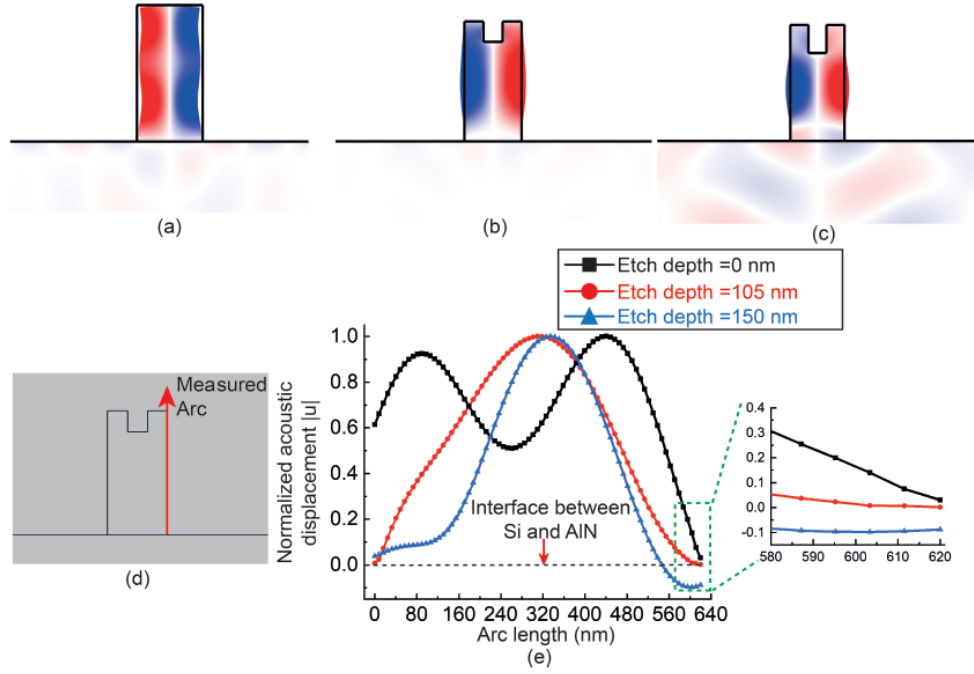 (a)
(b)
(c)
Etch depth =0 nm
Etch depth =105 nm
Etch depth =150 nm
Measured
Arc
(d)
Normalized acoustic
displacement |u|
1.0
0.8
0.6
0.4
0.2
0.0
Interface between
Si and AlN
0 80 160 240 320 400 480 560 640
Arc length (nm)
(e)
0.4
0.3
0.2
0.1
0.0
-0.1
580 590 600 610 620